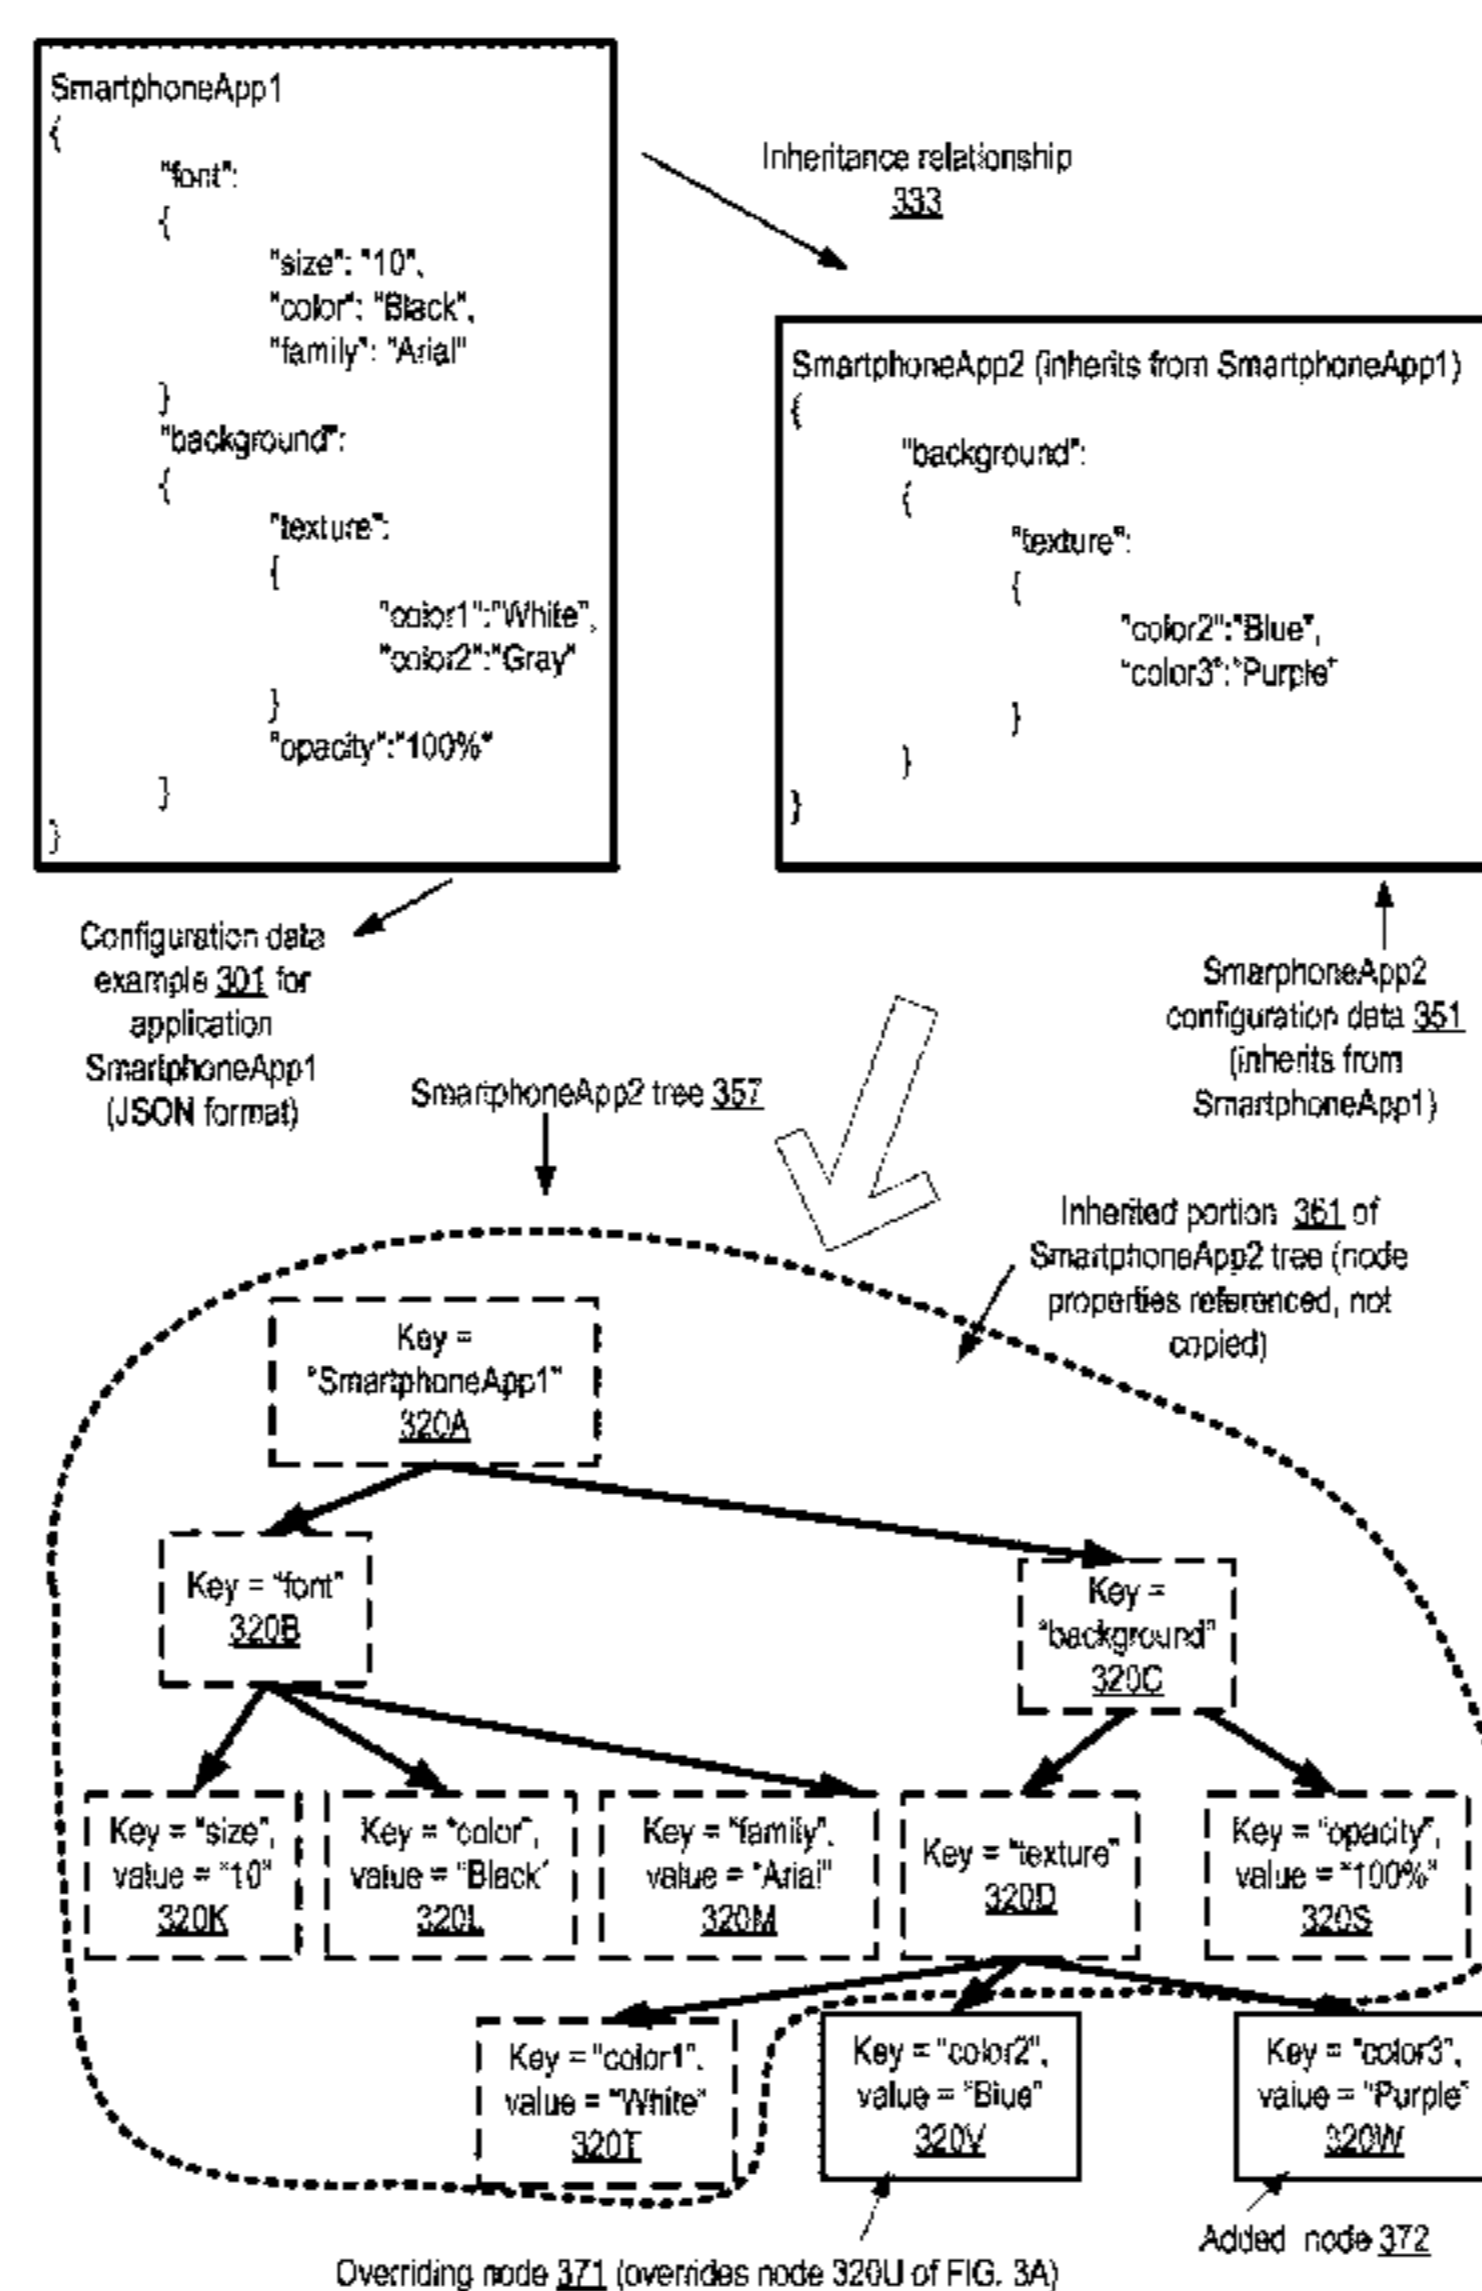 SmartphoneApp1
{
"font":
{
"size": "10",
"color": "Black",
"family": "Arial"
}
"background":
{
"texture":
{
"color1":"White",
"color2":"Gray"
}
"opacity":"100%"
}
}
Inheritance relationship
333
SmartphoneApp2 (inherits from SmartphoneApp1)
{
"background":
{
"texture":
{
"color2":"Blue",
"color3":"Purple"
}
}
}
Configuration data
example 301 for
application
SmartphoneApp1
(JSON format)
SmarphoneApp2
configuration data 351
(inherits from
SmartphoneApp1)
SmartphoneApp2 tree 357
Inherited portion 361 of
SmartphoneApp2 tree (node
properties referenced, not
copied)
Key =
"SmartphoneApp1"
320A
Key = "font"
320B
Key =
"background"
320C
Key = "size",
value = "10"
320K
Key = "color",
value = "Black"
320L
Key = "family",
value = "Arial"
320M
Key = "texture"
320D
Key = "opacity",
value = "100%"
320S
Key = "color1",
value = "White"
320T
Key = "color2",
value = "Blue"
320V
Key = "color3",
value = "Purple"
320W
Overriding node 371 (overrides node 320U of FIG. 3A)
Added node 372